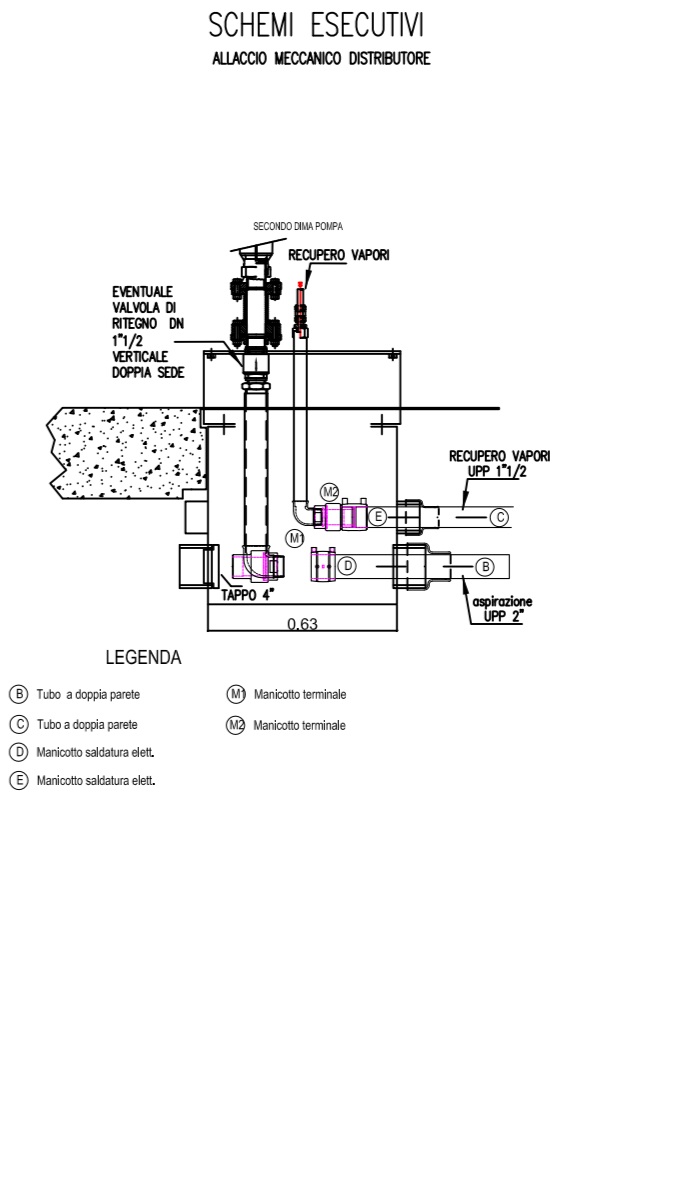 SCHEMI ESECUTIVI
ALLACCIO MECCANICO DISTRIBUTORE
SECONDO DIMA POMPA
RECUPERO VAPORI
EVENTUALE
VALVOLA DI
RITEGNO DN
1"1/2
VERTICALE
DOPPIA SEDE
RECUPERO VAPORI
UPP 1"1/2
M2
E
C
M1
D
B
TAPPO 4"
aspirazione
UPP 2"
0.63
LEGENDA
B Tubo a doppia parete
C Tubo a doppia parete
D Manicotto saldatura elett.
E Manicotto saldatura elett.
M1 Manicotto terminale
M2 Manicotto terminale